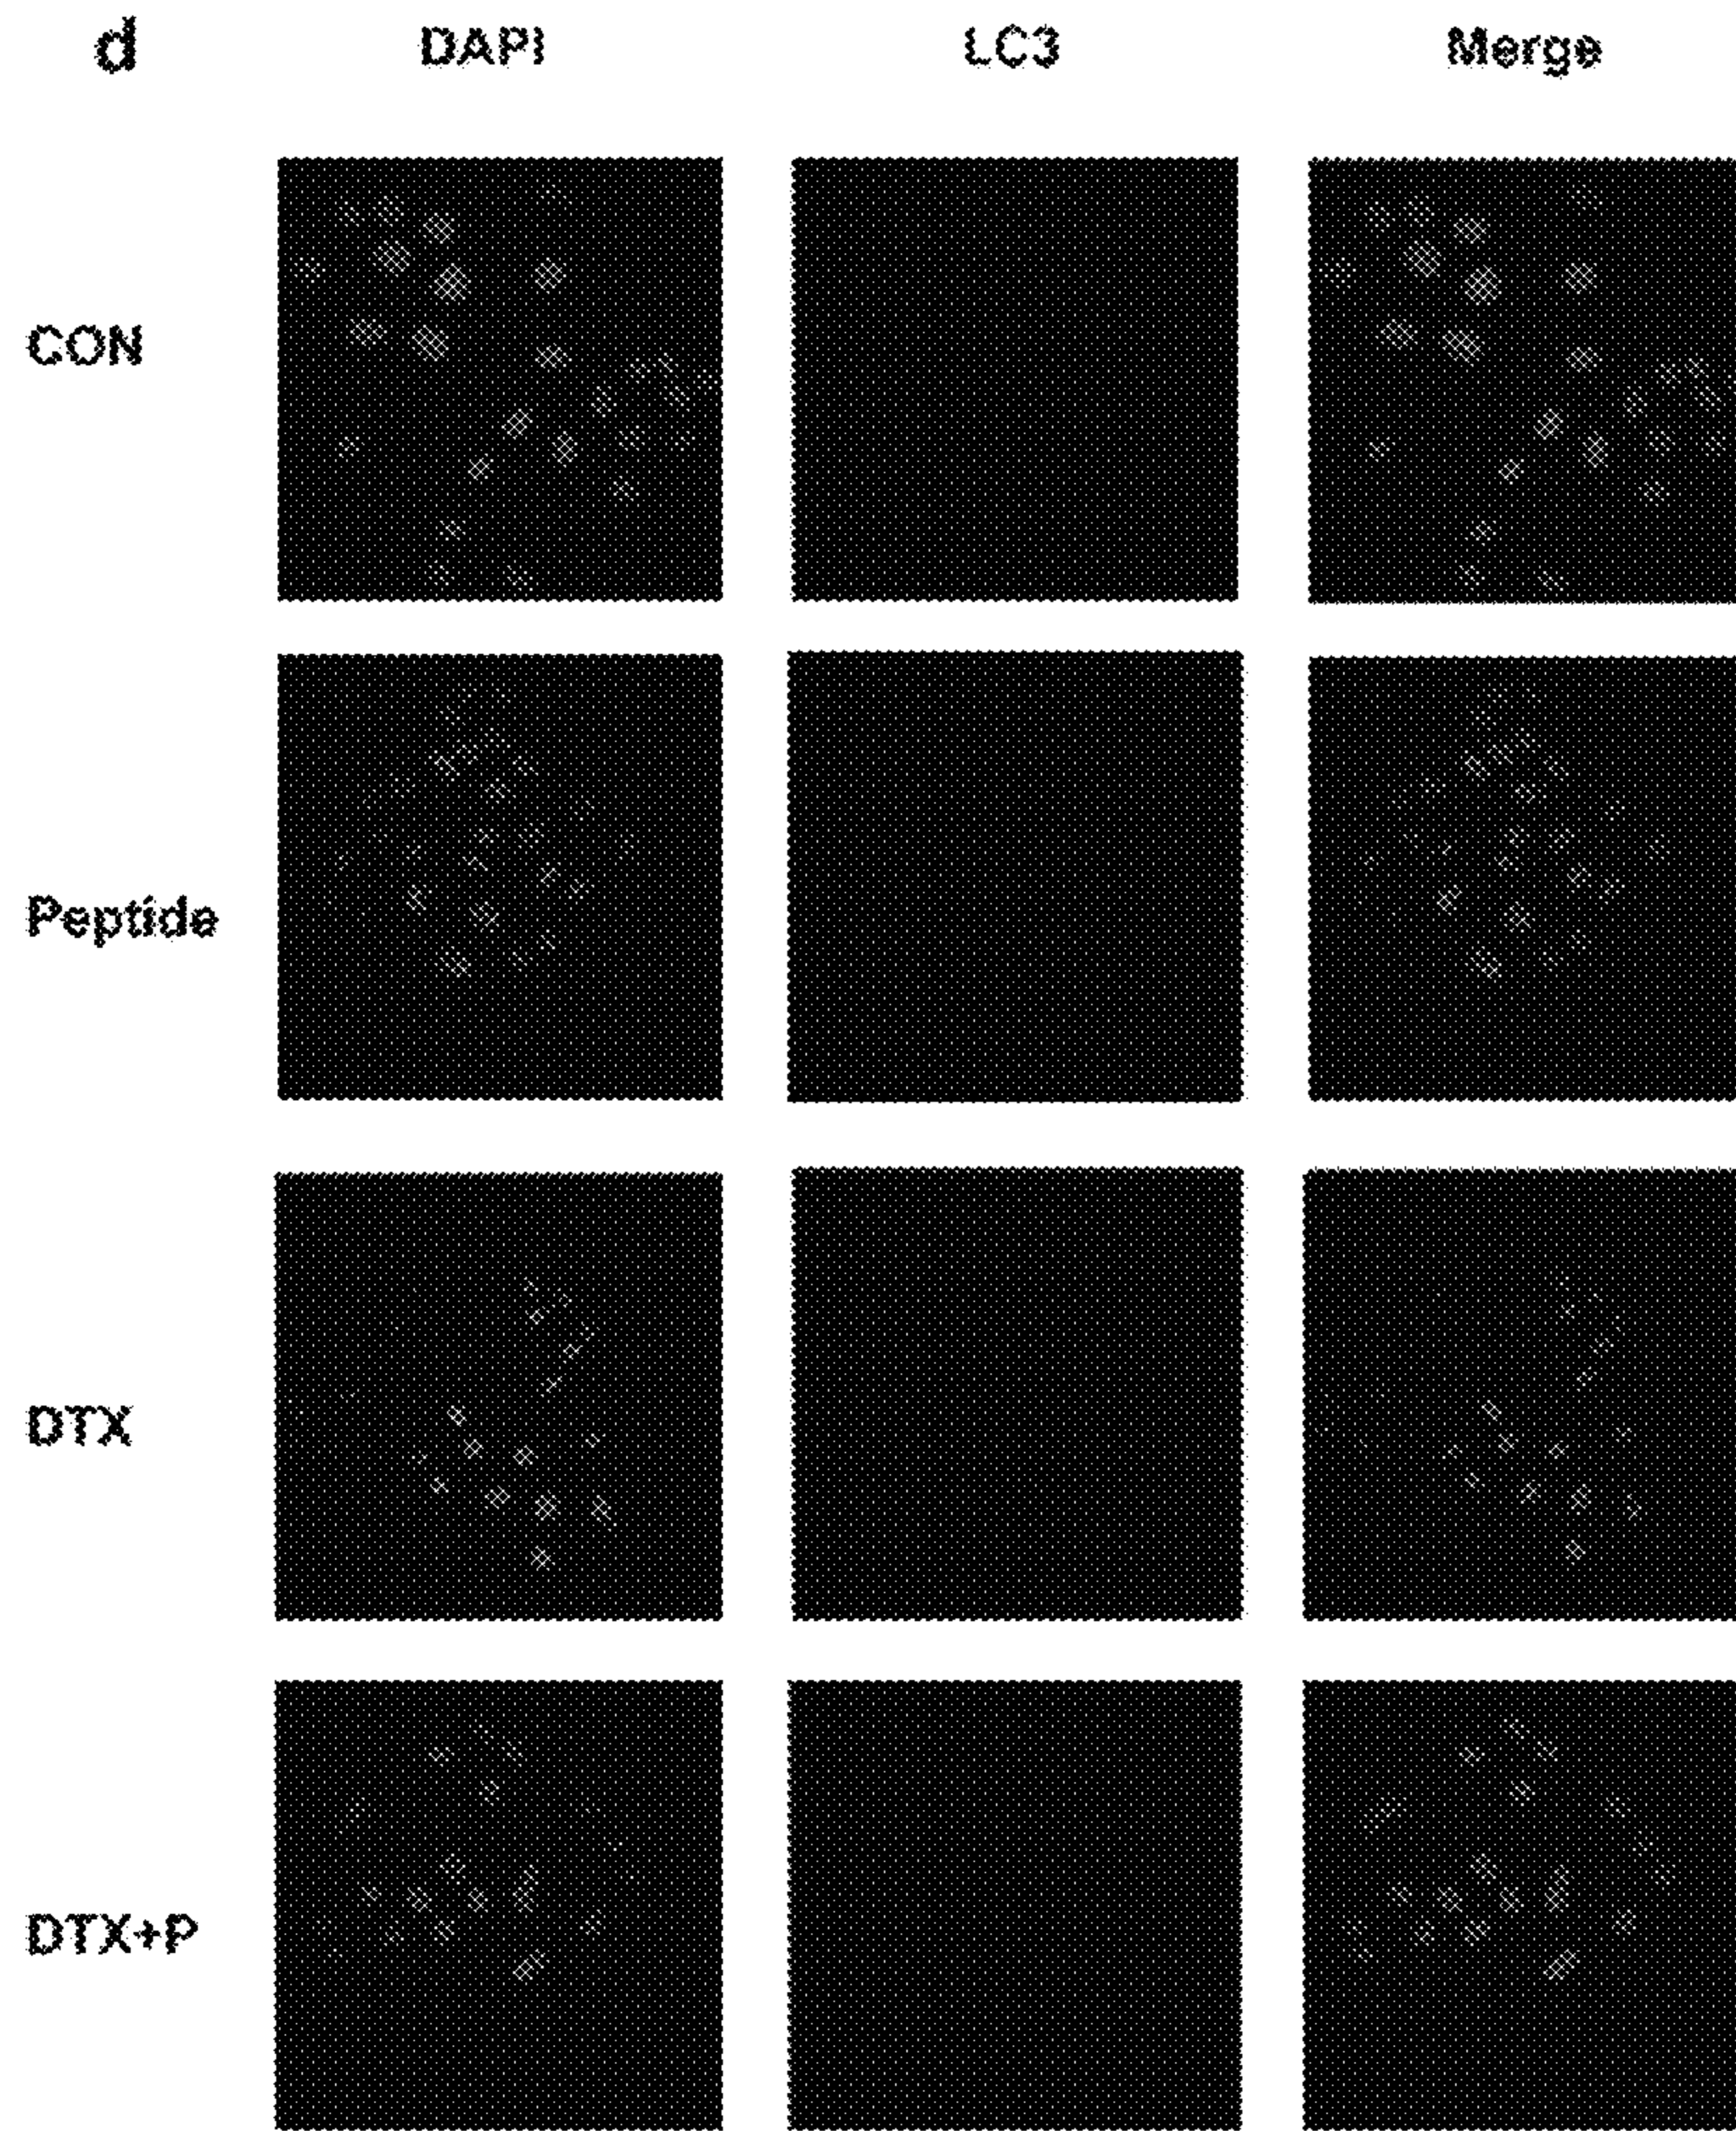 d DAPI LC3 Merge
CON
Peptide
DTX
DTX+P